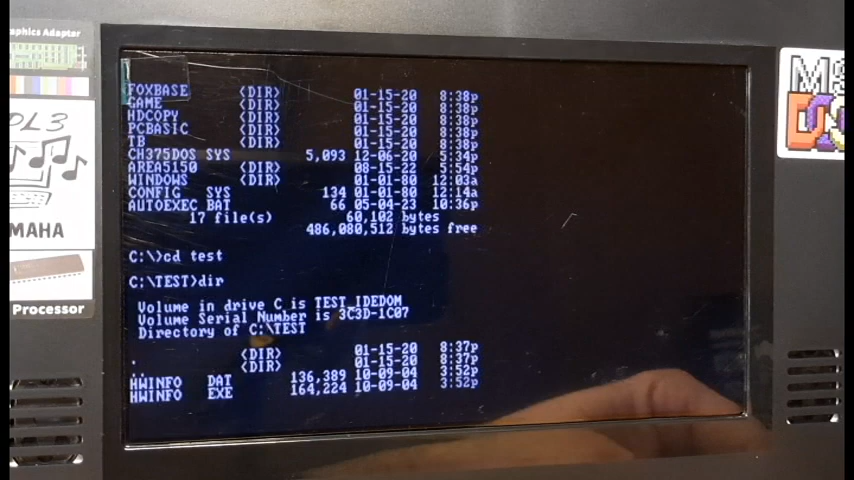 phics Adapter
OL3
MAHA
Processor
FOXBASE <DIR> 01-15-20 8:38p
GAME <DIR> 01-15-20 8:38p
HDCOPY <DIR> 01-15-20 8:38p
PCBASIC <DIR> 01-15-20 8:38p
TB <DIR> 01-15-20 8:38p
CH375DOS SYS 5,093 12-06-20 5:34p
AREA5150 <DIR> 08-15-22 5:54p
WINDOWS <DIR> 01-01-80 12:03a
CONFIG SYS 134 01-01-80 12:14a
AUTOEXEC BAT 66 05-04-23 10:36p
17 file(s) 60,102 bytes
486,080,512 bytes free
C:\>cd test
C:\TEST>dir
Volume in drive C is TEST_IDEDOM
Volume Serial Number is 3C3D-1C07
Directory of C:\TEST
. <DIR> 01-15-20 8:37p
.. <DIR> 01-15-20 8:37p
HWINFO DAT 136,389 10-09-04 3:52p
HWINFO EXE 164,224 10-09-04 3:52p
MS
DO